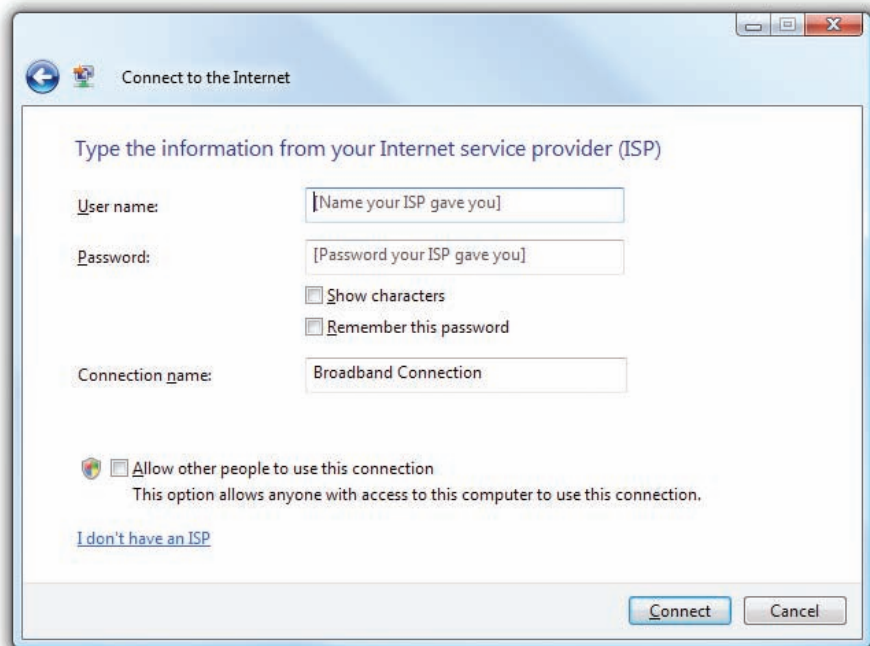 Connect to the Internet
Type the information from your Internet service provider (ISP)
User name:
[Name your ISP gave you]
Password:
[Password your ISP gave you]
Show characters
Remember this password
Connection name:
Broadband Connection
Allow other people to use this connection
This option allows anyone with access to this computer to use this connection.
I don't have an ISP
Connect
Cancel